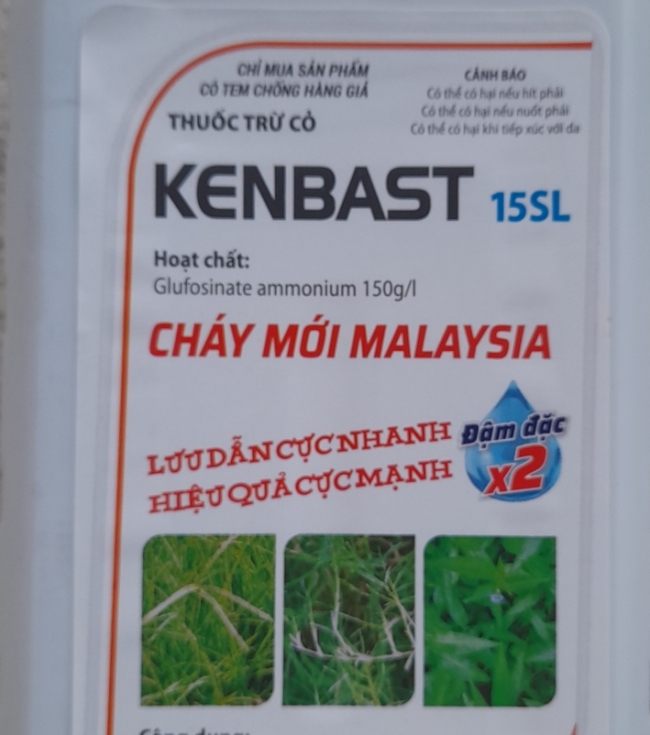 CHỈ MUA SẢN PHẨM
CÓ TEM CHỐNG HÀNG GIẢ
CẢNH BÁO
Có thể có hại nếu hít phải
Có thể có hại nếu nuốt phải
Có thể có hại khi tiếp xúc với da
THUỐC TRỪ CỎ
KENBAST 15SL
Hoạt chất:
Glufosinate ammonium 150g/l
CHÁY MỚI MALAYSIA
LƯU DẪN CỰC NHANH
HIỆU QUẢ CỰC MẠNH
Đậm đặc
x2
Công dụng: